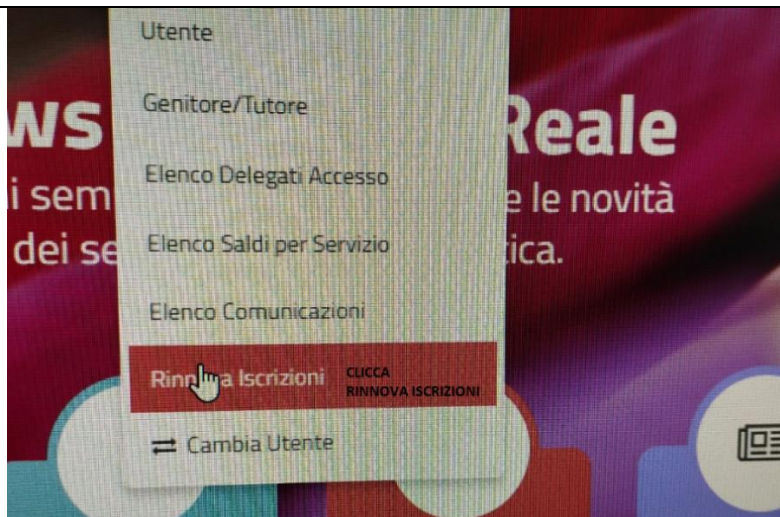 Utente
Genitore/Tutore
Elenco Delegati Accesso
Elenco Saldi per Servizio
Elenco Comunicazioni
Rinnova Iscrizioni
CLICCA
RINNOVA ISCRIZIONI
Cambia Utente
ws
Reale
i sem
e le novità
dei se
tica.